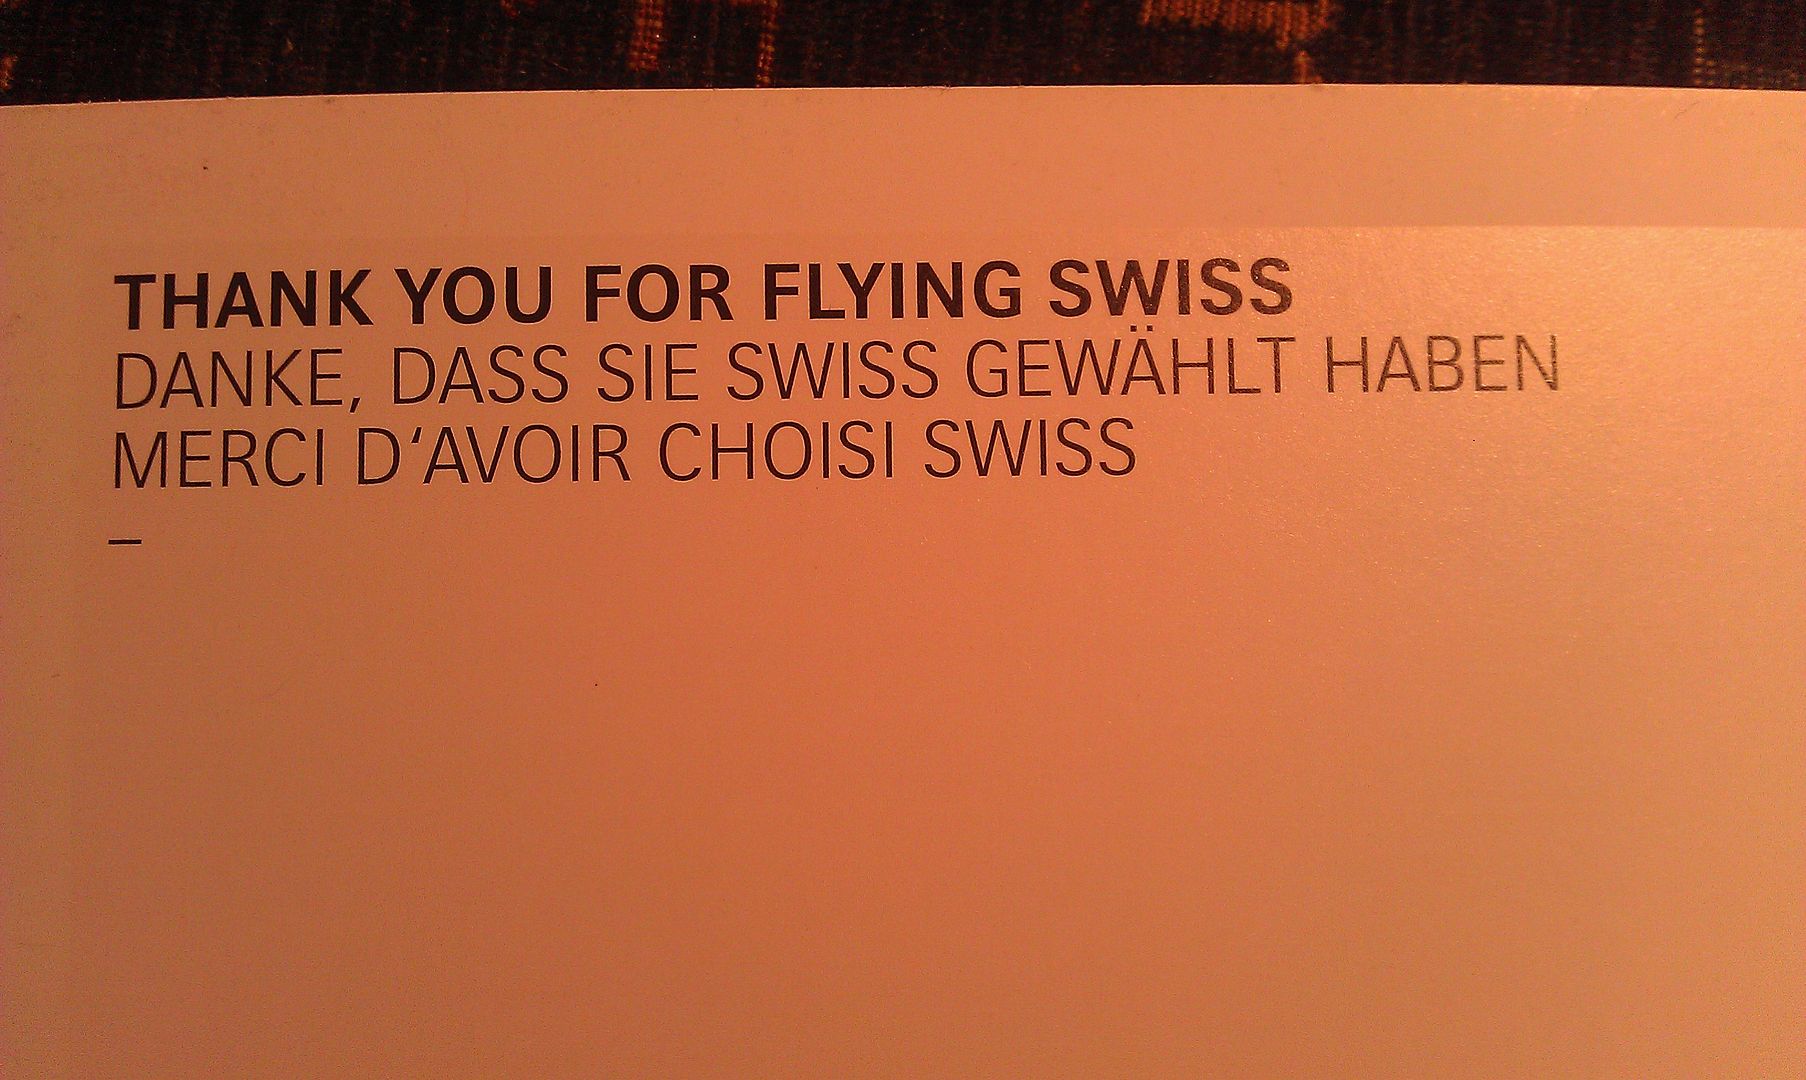 THANK YOU FOR FLYING SWISS
DANKE, DASS SIE SWISS GEWÄHLT HABEN
MERCI D‘AVOIR CHOISI SWISS
–